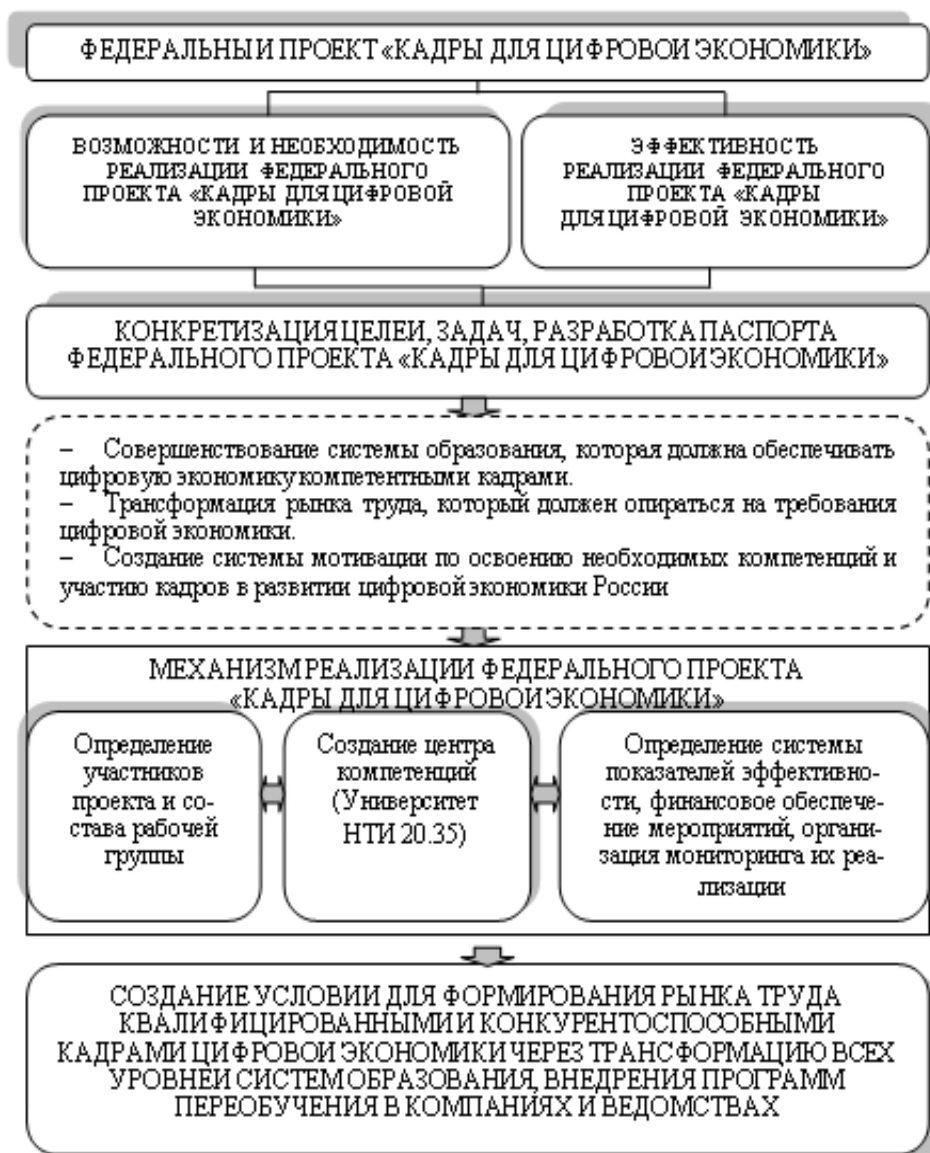 ФЕДЕРАЛЬНЫЙ ПРОЕКТ «КАДРЫ ДЛЯ ЦИФРОВОЙ ЭКОНОМИКИ»
ВОЗМОЖНОСТИ И НЕОБХОДИМОСТЬ
РЕАЛИЗАЦИИ ФЕДЕРАЛЬНОГО
ПРОЕКТА «КАДРЫ ДЛЯ ЦИФРОВОЙ
ЭКОНОМИКИ»
ЭФФЕКТИВНОСТЬ
РЕАЛИЗАЦИИ ФЕДЕРАЛЬНОГО
ПРОЕКТА «КАДРЫ
ДЛЯ ЦИФРОВОЙ ЭКОНОМИКИ»
КОНКРЕТИЗАЦИЯ ЦЕЛЕЙ, ЗАДАЧ, РАЗРАБОТКА ПАСПОРТА
ФЕДЕРАЛЬНОГО ПРОЕКТА «КАДРЫ ДЛЯ ЦИФРОВОЙ ЭКОНОМИКИ»
– Совершенствование системы образования, которая должна обеспечивать
цифровую экономику компетентными кадрами.
– Трансформация рынка труда, который должен опираться на требования
цифровой экономики.
– Создание системы мотивации по освоению необходимых компетенций и
участию кадров в развитии цифровой экономики России
МЕХАНИЗМ РЕАЛИЗАЦИИ ФЕДЕРАЛЬНОГО ПРОЕКТА
«КАДРЫ ДЛЯ ЦИФРОВОЙ ЭКОНОМИКИ»
Определение
участников
проекта и со-
става рабочей
группы
Создание центра
компетенций
(Университет
НТИ 20.35)
Определение системы
показателей эффективно-
сти, финансовое обеспече-
ние мероприятий, органи-
зация мониторинга их ре-
ализации
СОЗДАНИЕ УСЛОВИЙ ДЛЯ ФОРМИРОВАНИЯ РЫНКА ТРУДА
КВАЛИФИЦИРОВАННЫМИ И КОНКУРЕНТОСПОСОБНЫМИ
КАДРАМИ ЦИФРОВОЙ ЭКОНОМИКИ ЧЕРЕЗ ТРАНСФОРМАЦИЮ ВСЕХ
УРОВНЕЙ СИСТЕМ ОБРАЗОВАНИЯ, ВНЕДРЕНИЯ ПРОГРАММ
ПЕРЕОБУЧЕНИЯ В КОМПАНИЯХ И ВЕДОМСТВАХ